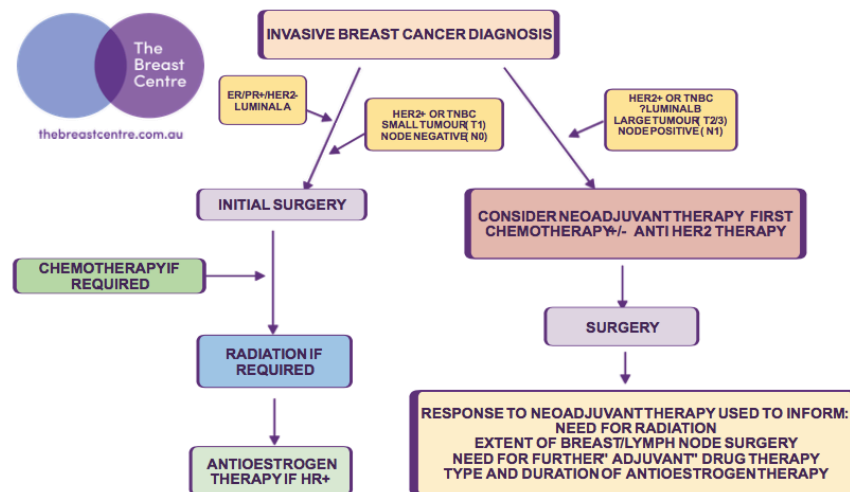 The
Breast
Centre
thebreastcentre.com.au
INVASIVE BREAST CANCER DIAGNOSIS
ER/PR+/HER2-
LUMINAL A
HER2+ OR TNBC
SMALL TUMOUR( T1)
NODE NEGATIVE( N0)
HER2+ OR TNBC
?LUMINALB
LARGE TUMOUR( T2/3)
NODE POSITIVE ( N1)
INITIAL SURGERY
CONSIDER NEOADJUVANT THERAPY FIRST
CHEMOTHERAPY+/- ANTI HER2 THERAPY
CHEMOTHERAPY IF
REQUIRED
SURGERY
RADIATION IF
REQUIRED
RESPONSE TO NEOADJUVANT THERAPY USED TO INFORM:
NEED FOR RADIATION
EXTENT OF BREAST/LYMPH NODE SURGERY
NEED FOR FURTHER" ADJUVANT" DRUG THERAPY
TYPE AND DURATION OF ANTIOESTROGEN THERAPY
ANTIOESTROGEN
THERAPY IF HR+